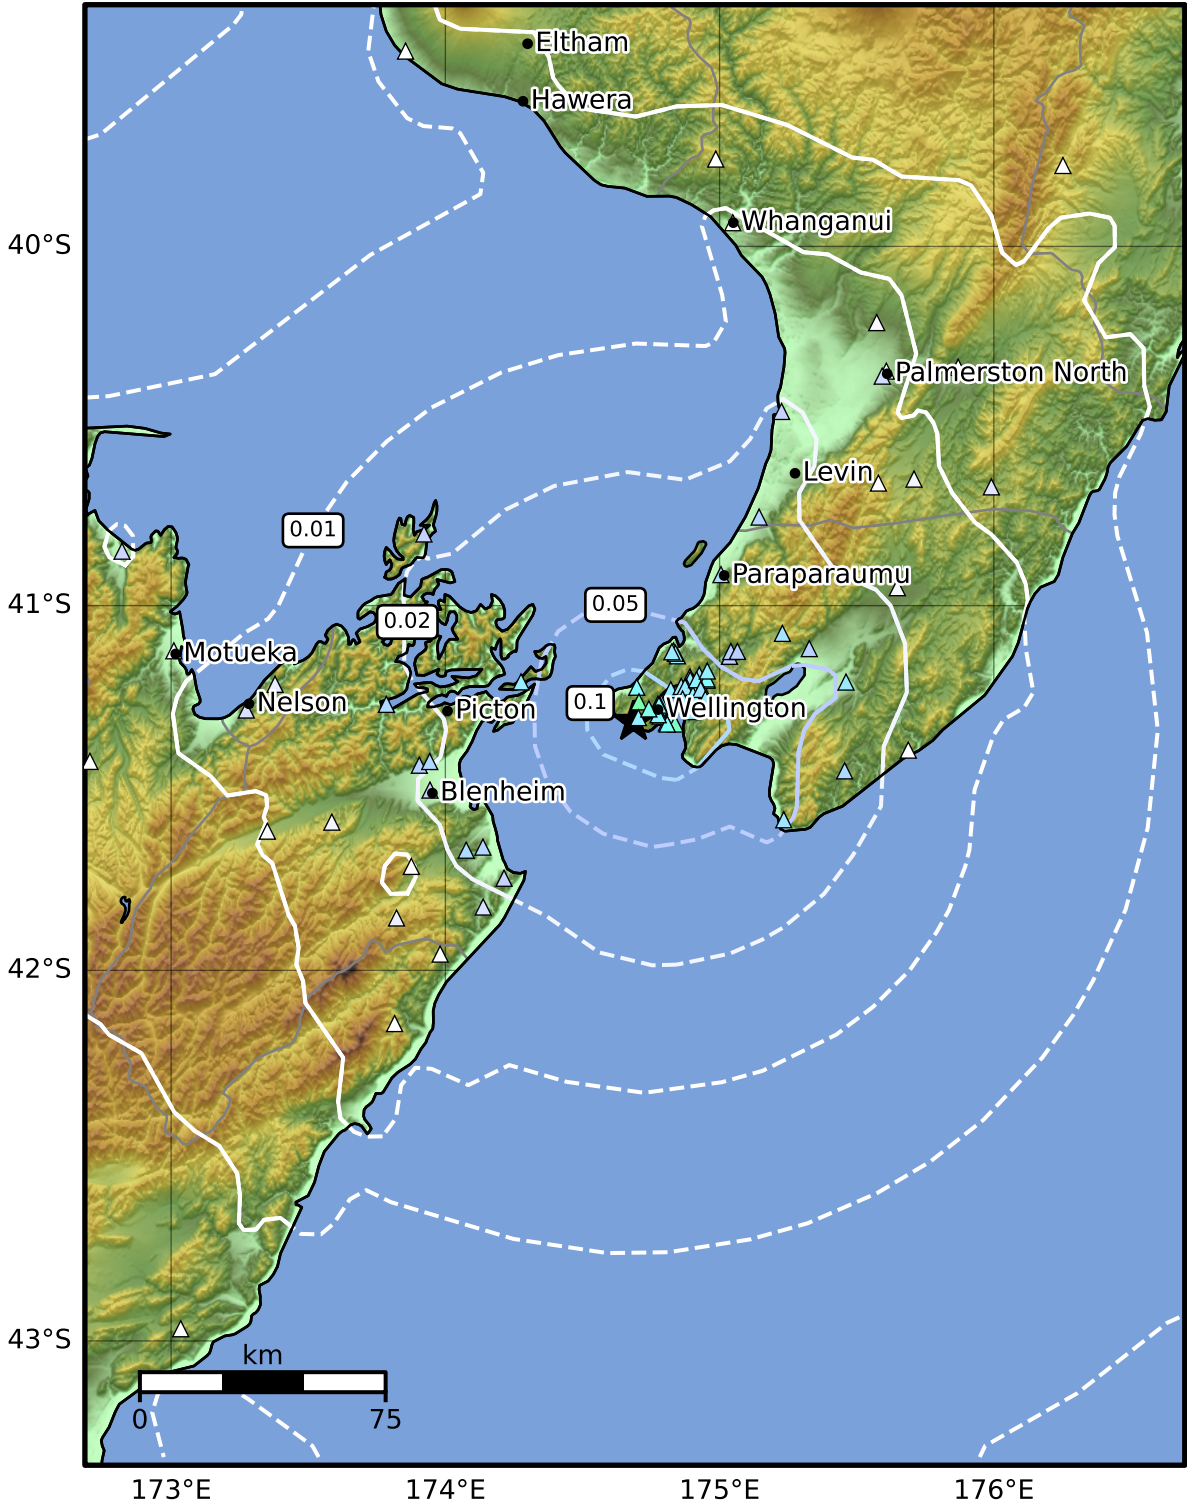 Eltham
Hawera
Whanganui
40°S
Palmerston North
Levin
0.01
Paraparaumu
41°S
0.05
0.02
Motueka
Nelson
Picton
0.1
Wellington
Blenheim
42°S
43°S
km
0
75
173°E
174°E
175°E
176°E